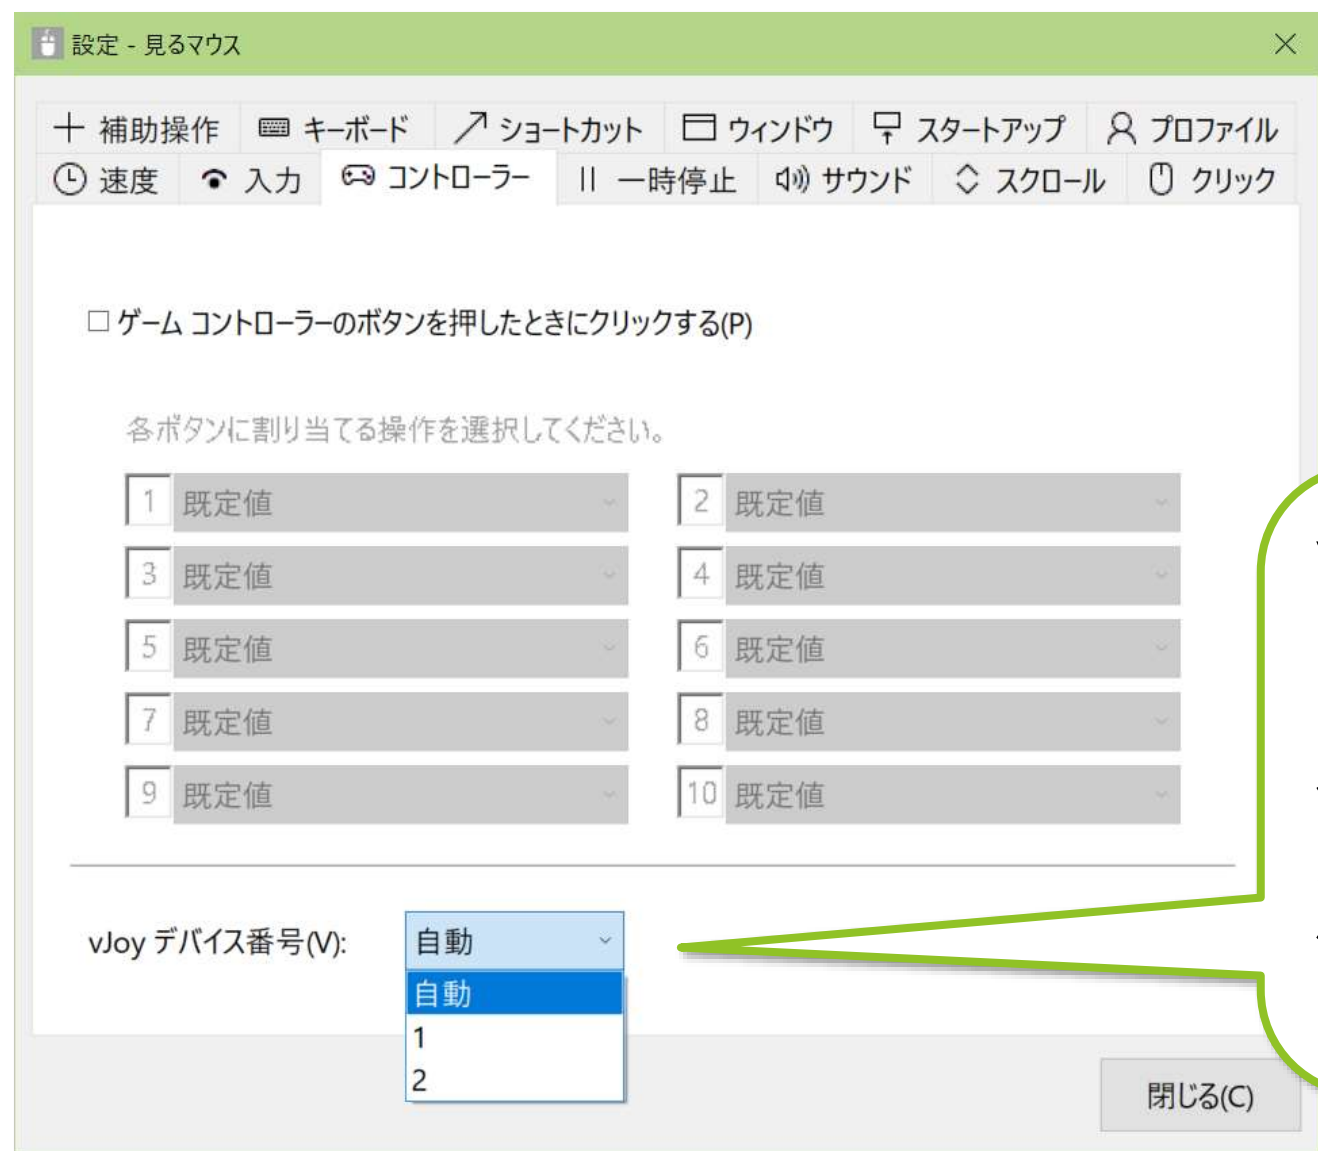 設定 - 見るマウス
補助操作 キーボード ショートカット ウィンドウ スタートアップ プロファイル
速度 入力 コントローラー 一時停止 サウンド スクロール クリック
ゲーム コントローラーのボタンを押したときにクリックする(P)
各ボタンに割り当てる操作を選択してください。
1 既定値 2 既定値
3 既定値 4 既定値
5 既定値 6 既定値
7 既定値 8 既定値
9 既定値 10 既定値
vJoy デバイス番号(V): 自動
自動
1
2
閉じる(C)